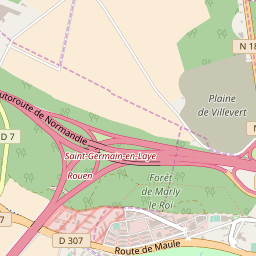 N 18
Plaine
de Villevert
utoroute de Normandie
D 7
Saint-Germain-en-Laye
Rouen
Forêt
de Marly
le Roi
D 307
Route de Maule